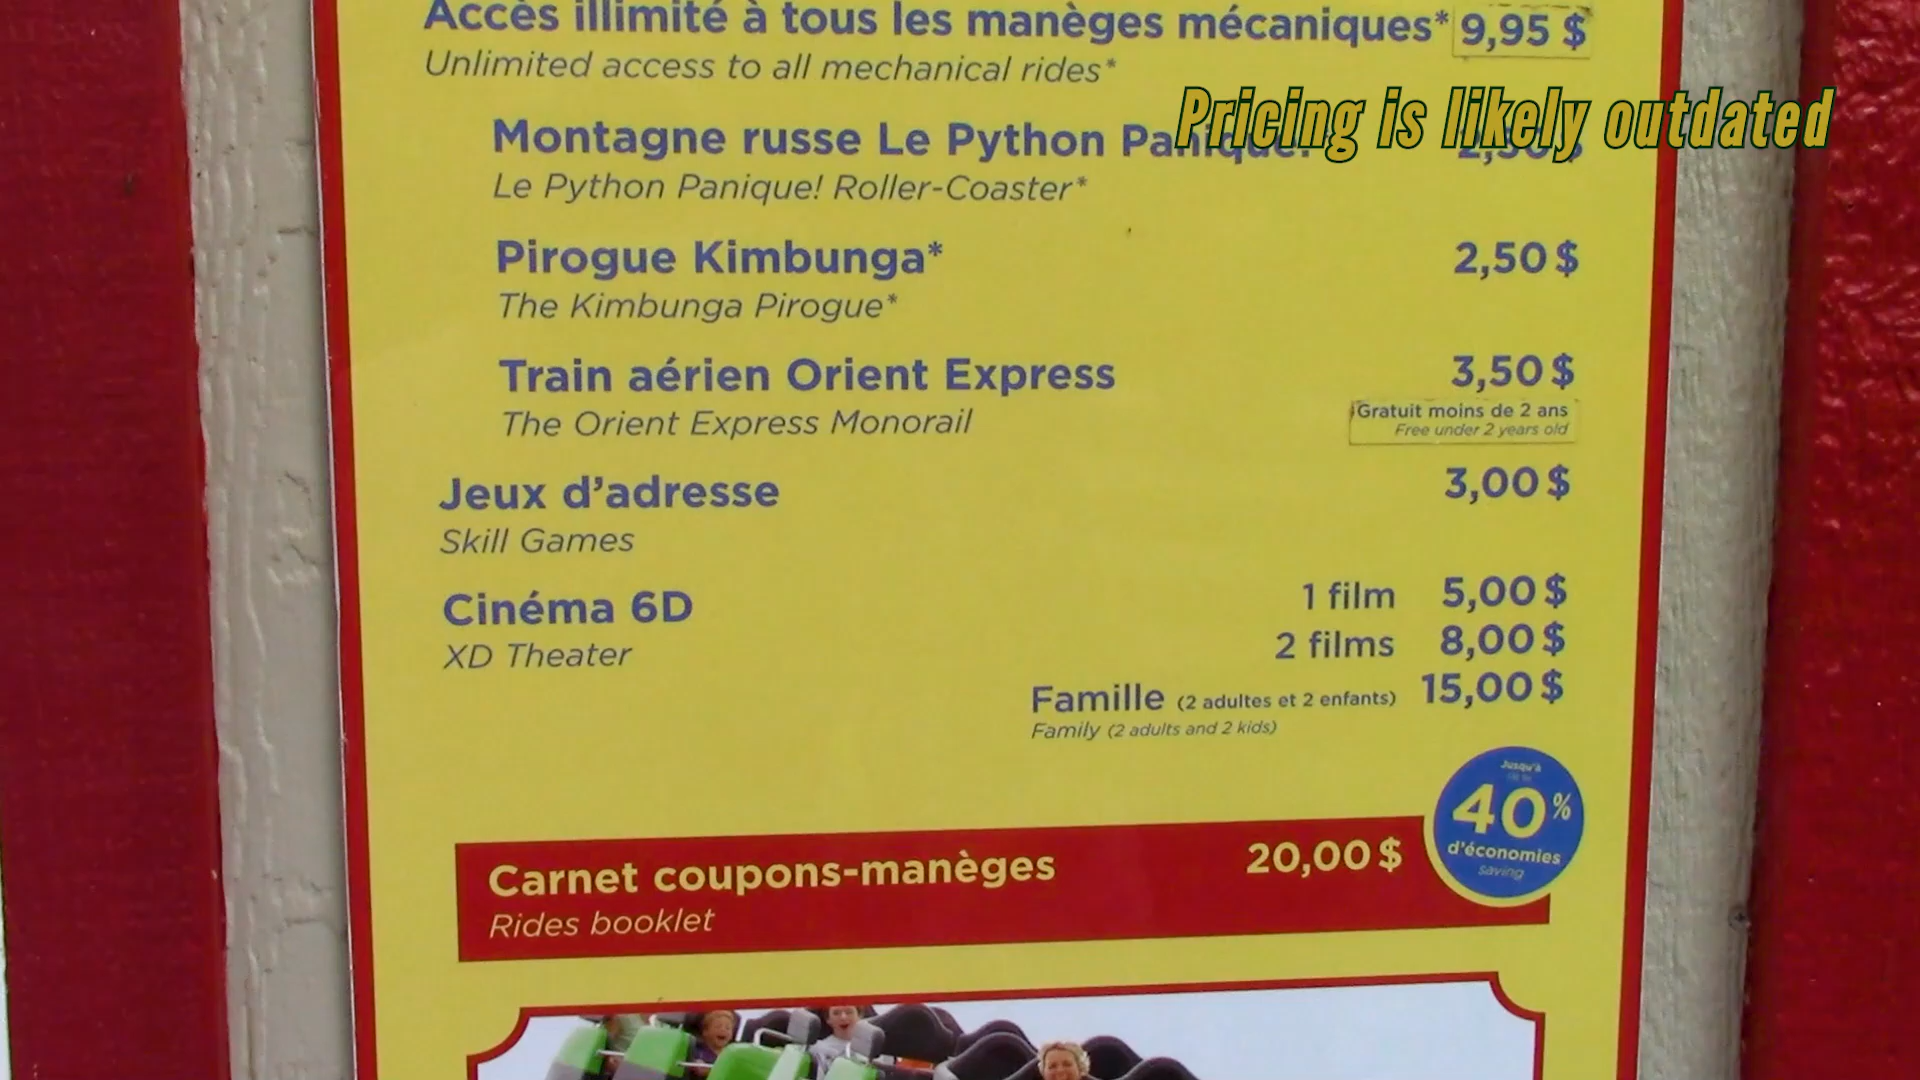 Accès illimité à tous les manèges mécaniques* 9,95 $
Unlimited access to all mechanical rides*
Pricing is likely outdated
Montagne russe Le Python Panique!* 2,50 $
Le Python Panique! Roller-Coaster*
Pirogue Kimbunga* 2,50 $
The Kimbunga Pirogue*
Train aérien Orient Express 3,50 $
The Orient Express Monorail
Gratuit moins de 2 ans
Free under 2 years old
Jeux d'adresse 3,00 $
Skill Games
Cinéma 6D
XD Theater
1 film 5,00 $
2 films 8,00 $
Famille (2 adultes et 2 enfants) 15,00 $
Family (2 adults and 2 kids)
Carnet coupons-manèges 20,00 $
Rides booklet
Jusqu'à
40%
d'économies
saving